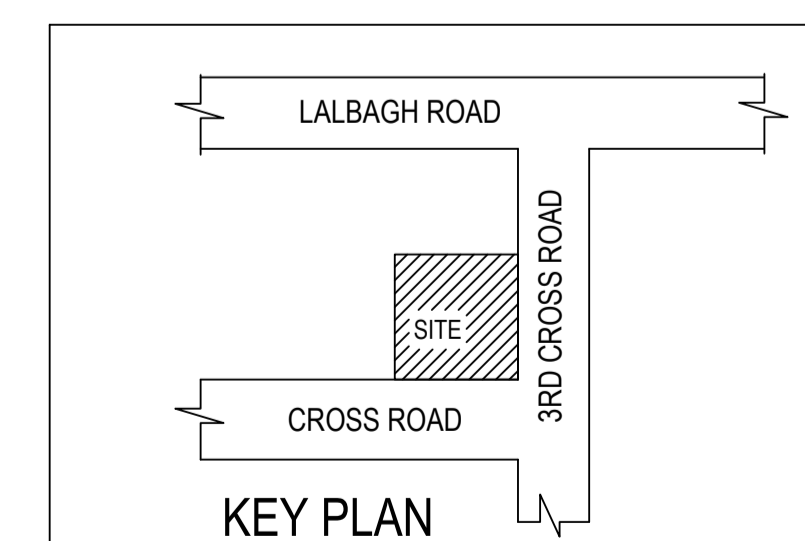 LALBAGH ROAD
3RD CROSS ROAD
SITE
CROSS ROAD
KEY PLAN